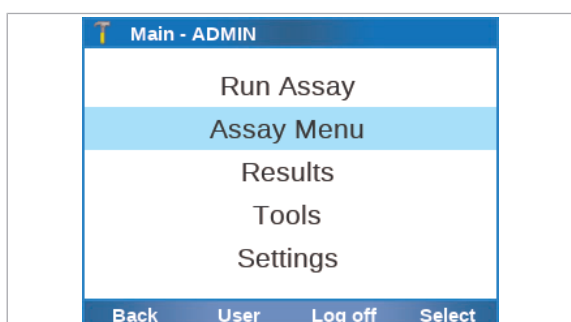 Main - ADMIN
Run Assay
Assay Menu
Results
Tools
Settings
Back User Log off Select